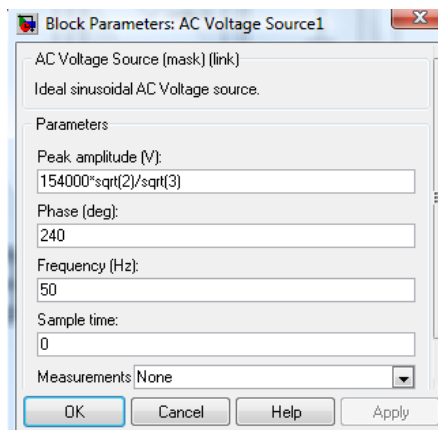 Block Parameters: AC Voltage Source1
AC Voltage Source (mask) (link)
Ideal sinusoidal AC Voltage source.
Parameters
Peak amplitude (V):
154000*sqrt(2)/sqrt(3)
Phase (deg):
240
Frequency (Hz):
50
Sample time:
0
Measurements None
OK Cancel Help Apply